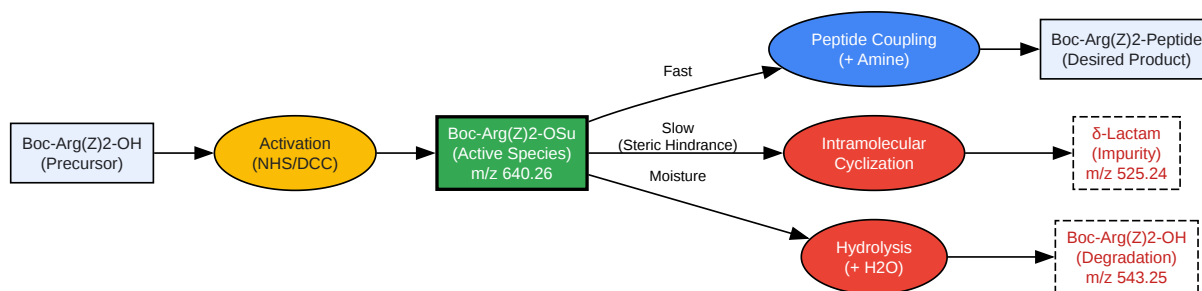 Boc-Arg(Z)2-OH
(Precursor)
Activation
(NHS/DCC)
Boc-Arg(Z)2-OSu
(Active Species)
m/z 640.26
Fast
Slow
(Steric Hindrance)
Moisture
Peptide Coupling
(+ Amine)
Boc-Arg(Z)2-Peptide
(Desired Product)
Intramolecular
Cyclization
δ-Lactam
(Impurity)
m/z 525.24
Hydrolysis
(+ H2O)
Boc-Arg(Z)2-OH
(Degradation)
m/z 543.25